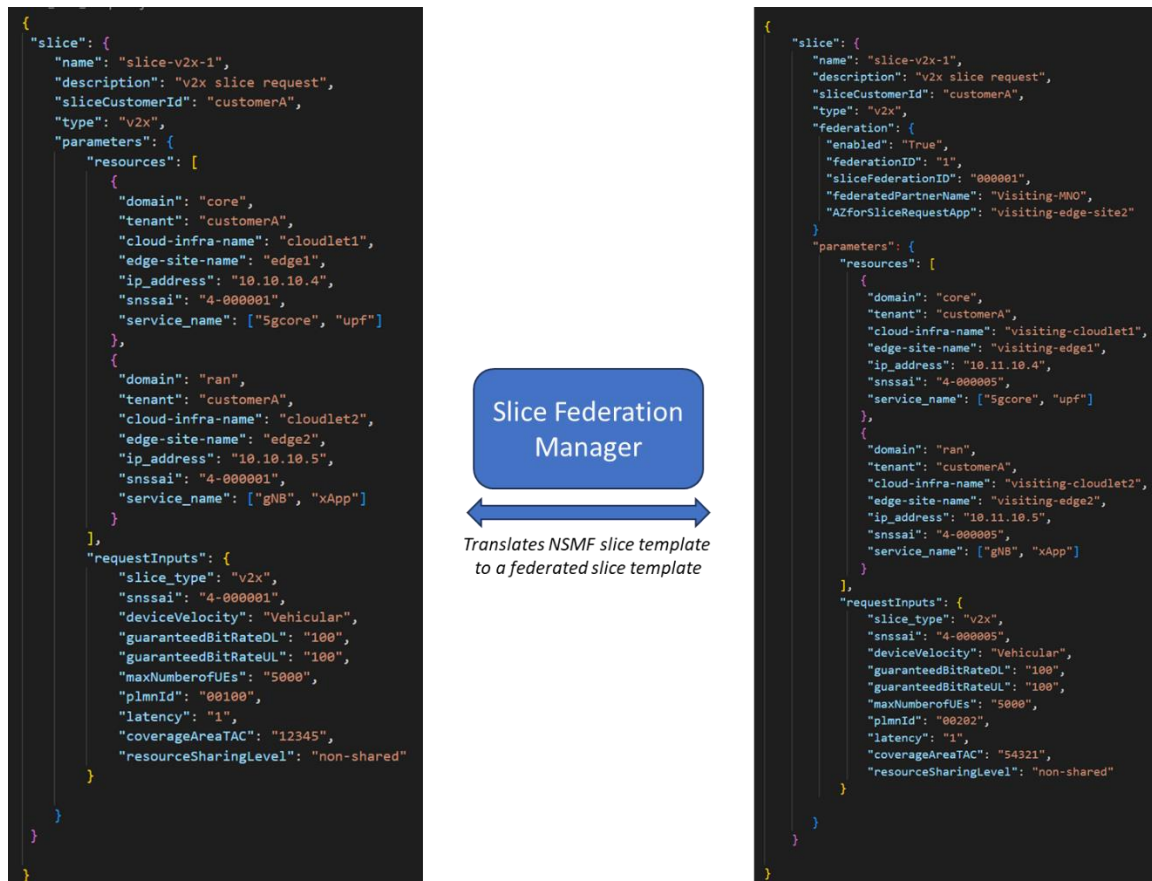 {
"slice": {
"name": "slice-v2x-1",
"description": "v2x slice request",
"sliceCustomerId": "customerA",
"type": "v2x",
"parameters": {
"resources": [
{
"domain": "core",
"tenant": "customerA",
"cloud-infra-name": "cloudlet1",
"edge-site-name": "edge1",
"ip_address": "10.10.10.4",
"snssai": "4-000001",
"service_name": ["5gcore", "upf"]
},
{
"domain": "ran",
"tenant": "customerA",
"cloud-infra-name": "cloudlet2",
"edge-site-name": "edge2",
"ip_address": "10.10.10.5",
"snssai": "4-000001",
"service_name": ["gNB", "xApp"]
}
],
"requestInputs": {
"slice_type": "v2x",
"snssai": "4-000001",
"deviceVelocity": "Vehicular",
"guaranteedBitRateDL": "100",
"guaranteedBitRateUL": "100",
"maxNumberofUEs": "5000",
"plmnId": "00100",
"latency": "1",
"coverageAreaTAC": "12345",
"resourceSharingLevel": "non-shared"
}
}
}
}
Slice Federation
Manager
Translates NSMF slice template
to a federated slice template
{
"slice": {
"name": "slice-v2x-1",
"description": "v2x slice request",
"sliceCustomerId": "customerA",
"type": "v2x",
"federation": {
"enabled": "True",
"federationID": "1",
"sliceFederationID": "000001",
"federatedPartnerName": "Visiting-MNO",
"AZforSliceRequestApp": "visiting-edge-site2"
}
"parameters": {
"resources": [
{
"domain": "core",
"tenant": "customerA",
"cloud-infra-name": "visiting-cloudlet1",
"edge-site-name": "visiting-edge1",
"ip_address": "10.11.10.4",
"snssai": "4-000005",
"service_name": ["5gcore", "upf"]
},
{
"domain": "ran",
"tenant": "customerA",
"cloud-infra-name": "visiting-cloudlet2",
"edge-site-name": "visiting-edge2",
"ip_address": "10.11.10.5",
"snssai": "4-000005",
"service_name": ["gNB", "xApp"]
}
],
"requestInputs": {
"slice_type": "v2x",
"snssai": "4-000005",
"deviceVelocity": "Vehicular",
"guaranteedBitRateDL": "100",
"guaranteedBitRateUL": "100",
"maxNumberofUEs": "5000",
"plmnId": "00202",
"latency": "1",
"coverageAreaTAC": "54321",
"resourceSharingLevel": "non-shared"
}
}
}
}